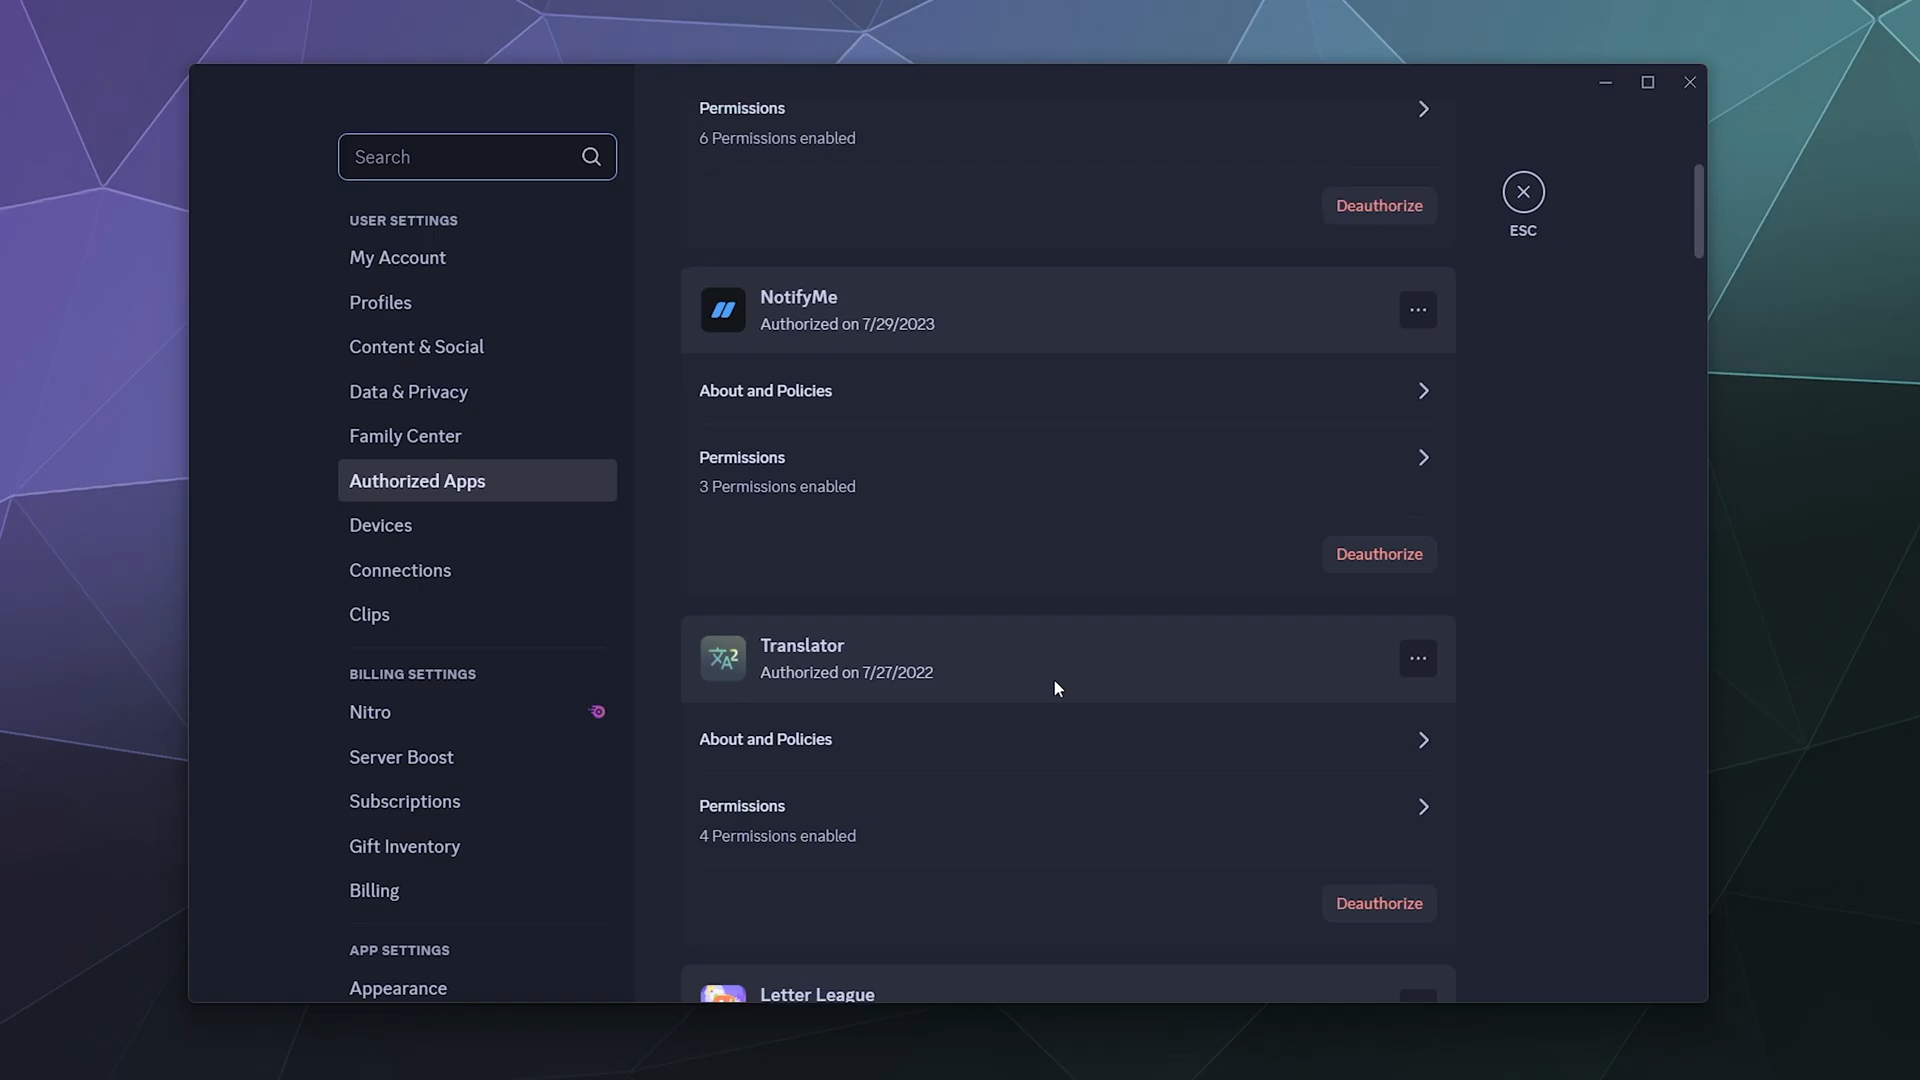 Search
USER SETTINGS
My Account
Profiles
Content & Social
Data & Privacy
Family Center
Authorized Apps
Devices
Connections
Clips
BILLING SETTINGS
Nitro
Server Boost
Subscriptions
Gift Inventory
Billing
APP SETTINGS
Appearance
Permissions
6 Permissions enabled
Deauthorize
NotifyMe
Authorized on 7/29/2023
About and Policies
Permissions
3 Permissions enabled
Deauthorize
Translator
Authorized on 7/27/2022
About and Policies
Permissions
4 Permissions enabled
Deauthorize
Letter League
ESC